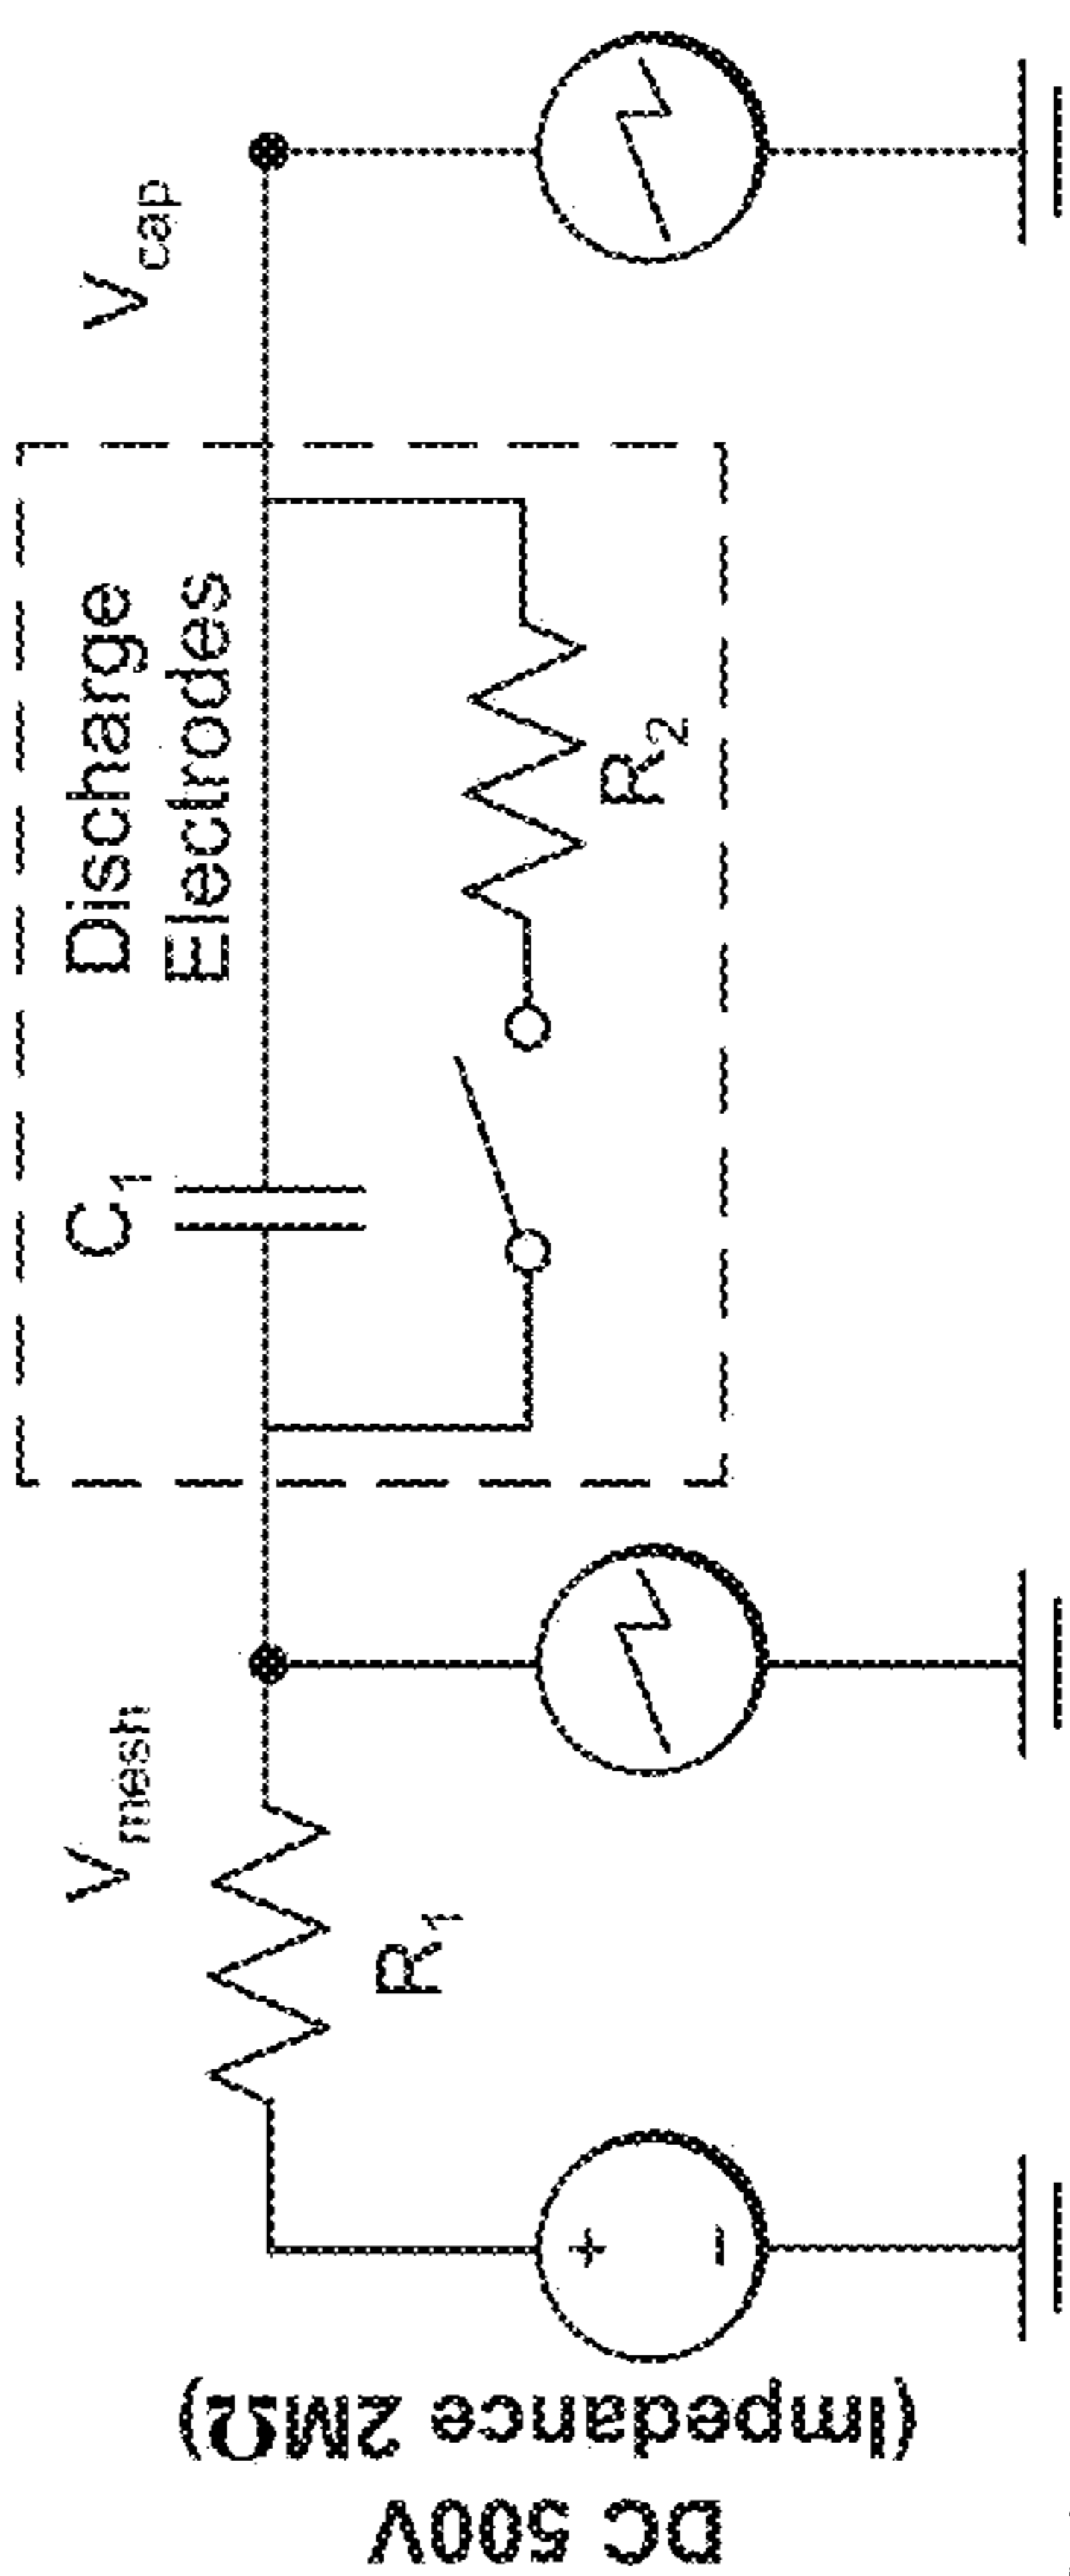 DC 500V
(Impedance 2MΩ)
+
−
R1
Vmesh
C1
Discharge
Electrodes
R2
Vcap